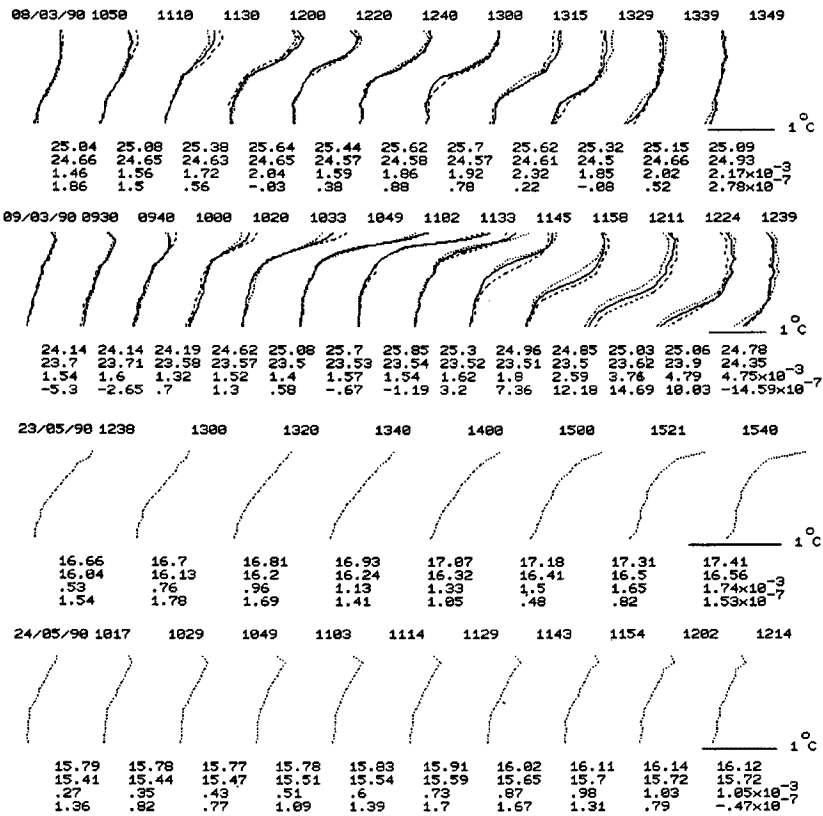 08/03/90 1050 1110 1130 1200 1220 1240 1300 1315 1329 1339 1349
1°C
25.04 25.08 25.38 25.64 25.44 25.62 25.7 25.62 25.32 25.15 25.09
24.66 24.65 24.63 24.65 24.57 24.58 24.57 24.61 24.5 24.66 24.93
1.46 1.56 1.72 2.04 1.59 1.86 1.92 2.32 1.85 2.02 2.17x10-3
1.86 1.5 .56 -.03 .38 .88 .78 .22 -.08 .52 2.78x10-7
09/03/90 0930 0940 1000 1020 1033 1049 1102 1133 1145 1158 1211 1224 1239
1°C
24.14 24.14 24.19 24.62 25.08 25.7 25.85 25.3 24.96 24.85 25.03 25.06 24.78
23.7 23.71 23.58 23.57 23.5 23.53 23.54 23.52 23.51 23.5 23.62 23.9 24.35
1.54 1.6 1.32 1.52 1.4 1.57 1.54 1.62 1.8 2.59 3.76 4.79 4.75x10-3
-5.3 -2.65 .7 1.3 .58 -.67 -1.19 3.2 7.36 12.18 14.69 10.03 -14.59x10-7
23/05/90 1238 1300 1320 1340 1400 1500 1521 1540
1°C
16.66 16.7 16.81 16.93 17.07 17.18 17.31 17.41
16.04 16.13 16.2 16.24 16.32 16.41 16.5 16.56
.53 .76 .96 1.13 1.33 1.5 1.65 1.74x10-3
1.54 1.78 1.69 1.41 1.05 .48 .82 1.53x10-7
24/05/90 1017 1029 1049 1103 1114 1129 1143 1154 1202 1214
1°C
15.79 15.78 15.77 15.78 15.83 15.91 16.02 16.11 16.14 16.12
15.41 15.44 15.47 15.51 15.54 15.59 15.65 15.7 15.72 15.72
.27 .35 .43 .51 .6 .73 .87 .98 1.03 1.05x10-3
1.36 .82 .77 1.09 1.39 1.7 1.67 1.31 .79 -.47x10-7